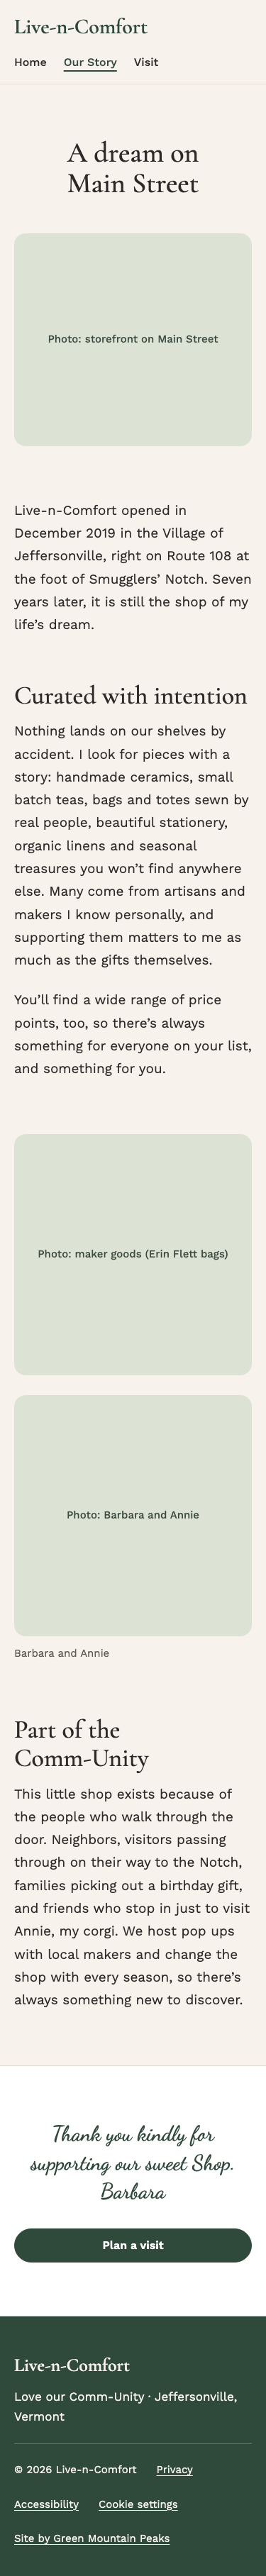 Live-n-Comfort
Home Our Story Visit
A dream on
Main Street
Photo: storefront on Main Street
Live-n-Comfort opened in
December 2019 in the Village of
Jeffersonville, right on Route 108 at
the foot of Smugglers’ Notch. Seven
years later, it is still the shop of my
life’s dream.
Curated with intention
Nothing lands on our shelves by
accident. I look for pieces with a
story: handmade ceramics, small
batch teas, bags and totes sewn by
real people, beautiful stationery,
organic linens and seasonal
treasures you won’t find anywhere
else. Many come from artisans and
makers I know personally, and
supporting them matters to me as
much as the gifts themselves.
You’ll find a wide range of price
points, too, so there’s always
something for everyone on your list,
and something for you.
Photo: maker goods (Erin Flett bags)
Photo: Barbara and Annie
Barbara and Annie
Part of the
Comm-Unity
This little shop exists because of
the people who walk through the
door. Neighbors, visitors passing
through on their way to the Notch,
families picking out a birthday gift,
and friends who stop in just to visit
Annie, my corgi. We host pop ups
with local makers and change the
shop with every season, so there’s
always something new to discover.
Thank you kindly for
supporting our sweet Shop.
Barbara
Plan a visit
Live-n-Comfort
Love our Comm-Unity · Jeffersonville,
Vermont
© 2026 Live-n-Comfort Privacy
Accessibility Cookie settings
Site by Green Mountain Peaks